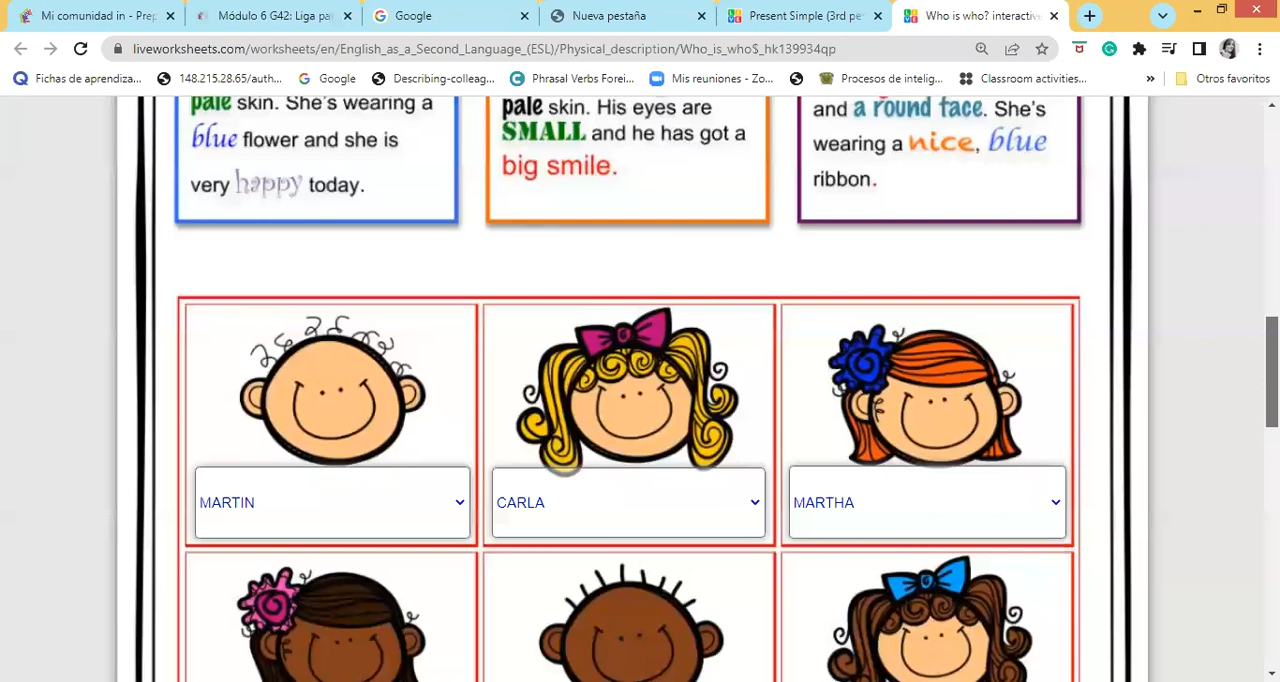 Mi comunidad in - Prep
Módulo 6 G42: Liga pa
Google
Nueva pestaña
Present Simple (3rd pe
Who is who? interactiv
liveworksheets.com/worksheets/en/English_as_a_Second_Language_(ESL)/Physical_description/Who_is_who$_hk139934qp
Fichas de aprendiza...
148.215.28.65/auth...
Google
Describing-colleag...
Phrasal Verbs Forei...
Mis reuniones - Zo...
Procesos de intelig...
Classroom activities...
»
Otros favoritos
pale skin. She's wearing a
blue flower and she is
very happy today.
pale skin. His eyes are
SMALL and he has got a
big smile.
and a round face. She's
wearing a nice, blue
ribbon.
MARTIN
CARLA
MARTHA